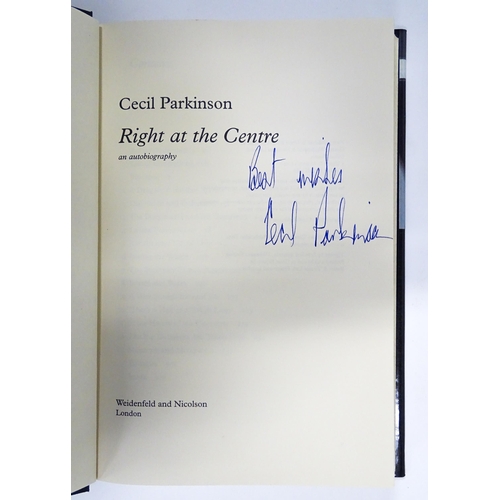 Cecil Parkinson
Right at the Centre
an autobiography
Best wishes
Cecil Parkinson
Weidenfeld and Nicolson
London